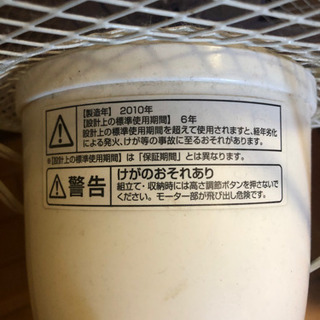 【製造年】 2010年
【設計上の標準使用期間】 6年
設計上の標準使用期間を超えて使用されますと、経年劣化
による発火、けが等の事故に至るおそれがあります。
※【設計上の標準使用期間】は「保証期間」とは異なります。
警告
けがのおそれあり
組立て・収納時には高さ調節ボタンを押さないで
ください。モーター部が飛び出し危険です。